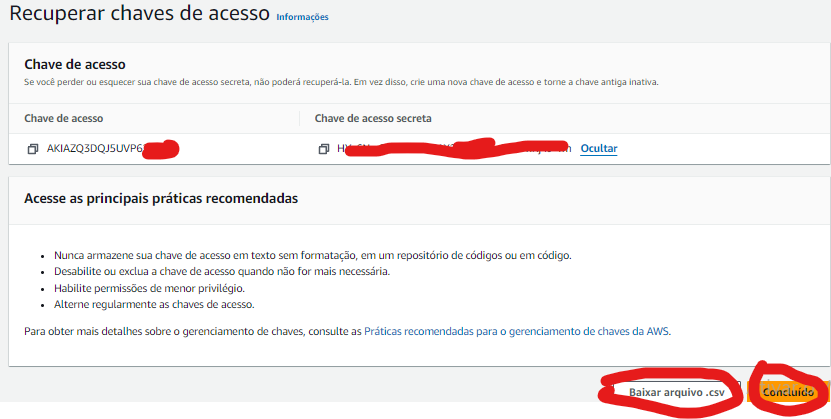 Recuperar chaves de acesso Informações
Chave de acesso
Se você perder ou esquecer sua chave de acesso secreta, não poderá recuperá-la. Em vez disso, crie uma nova chave de acesso e torne a chave antiga inativa.
Chave de acesso Chave de acesso secreta
Ocultar
Acesse as principais práticas recomendadas
Nunca armazene sua chave de acesso em texto sem formatação, em um repositório de códigos ou em código.
Desabilite ou exclua a chave de acesso quando não for mais necessária.
Habilite permissões de menor privilégio.
Alterne regularmente as chaves de acesso.
Para obter mais detalhes sobre o gerenciamento de chaves, consulte as Práticas recomendadas para o gerenciamento de chaves da AWS.
Baixar arquivo .csv Concluído